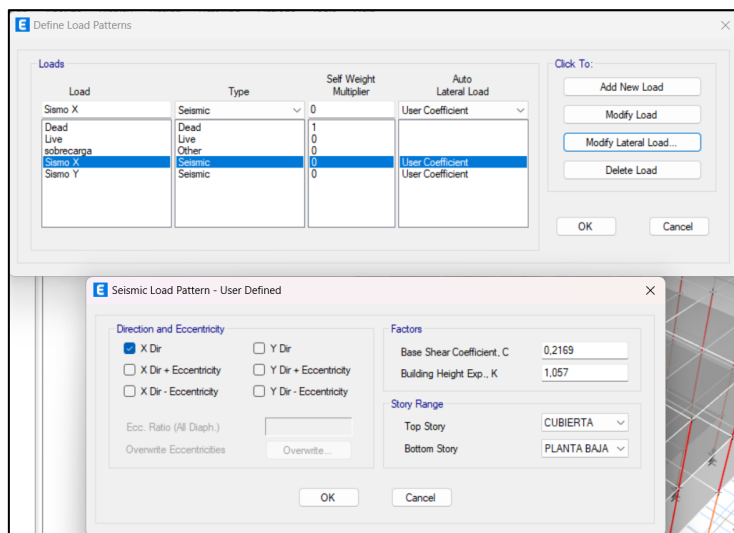 E Define Load Patterns
Loads
Click To:
Load
Type
Self Weight
Multiplier
Auto
Lateral Load
Sismo X Seismic 0 User Coefficient
Dead Dead 1
Live Live 0
sobrecarga Other 0
Sismo X Seismic 0 User Coefficient
Sismo Y Seismic 0 User Coefficient
Add New Load
Modify Load
Modify Lateral Load...
Delete Load
OK
Cancel
E Seismic Load Pattern - User Defined
Direction and Eccentricity
X Dir
Y Dir
X Dir + Eccentricity
Y Dir + Eccentricity
X Dir - Eccentricity
Y Dir - Eccentricity
Ecc. Ratio (All Diaph.)
Overwrite Eccentricities
Overwrite...
Factors
Base Shear Coefficient, C 0,2169
Building Height Exp., K 1,057
Story Range
Top Story CUBIERTA
Bottom Story PLANTA BAJA
OK
Cancel